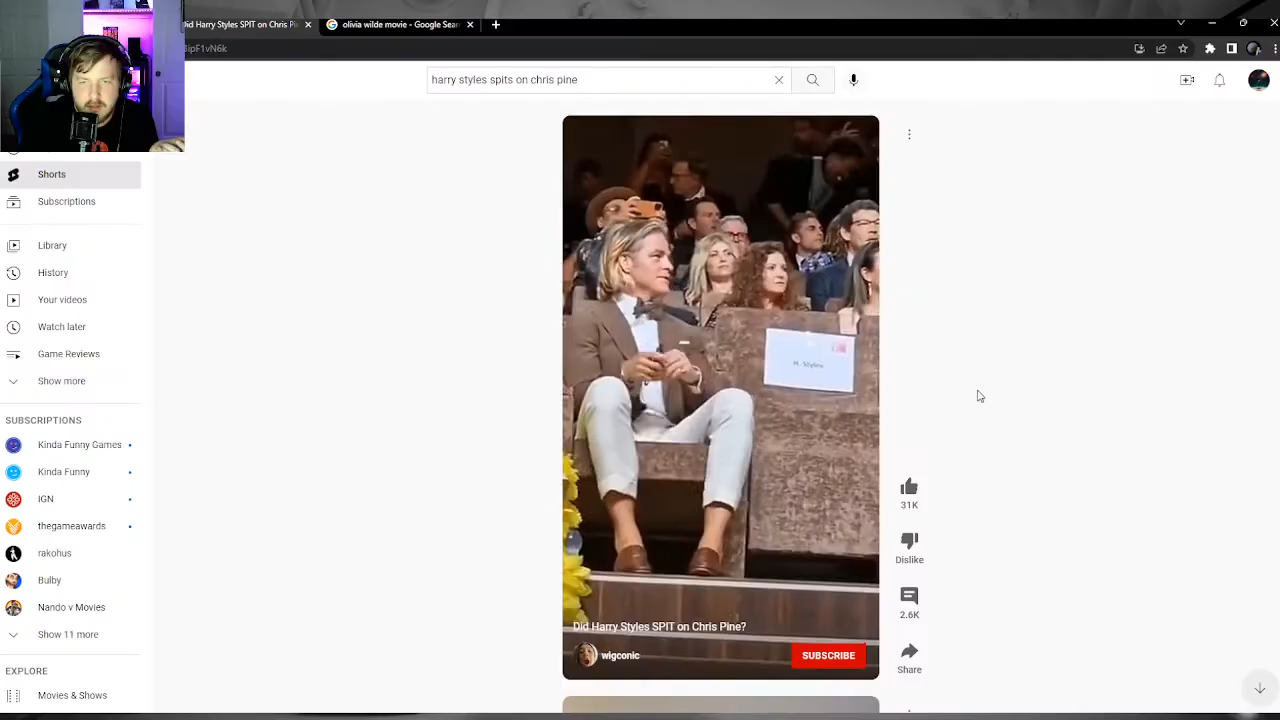 Did Harry Styles SPIT on Chris Pi
olivia wilde movie - Google Sear
ipF1vN6k
harry styles spits on chris pine
Shorts
Subscriptions
Library
History
Your videos
Watch later
Game Reviews
Show more
SUBSCRIPTIONS
Kinda Funny Games
Kinda Funny
IGN
thegameawards
rakohus
Bulby
Nando v Movies
Show 11 more
EXPLORE
Movies & Shows
H. Styles
31K
Dislike
2.6K
Share
Did Harry Styles SPIT on Chris Pine?
wigconic
SUBSCRIBE